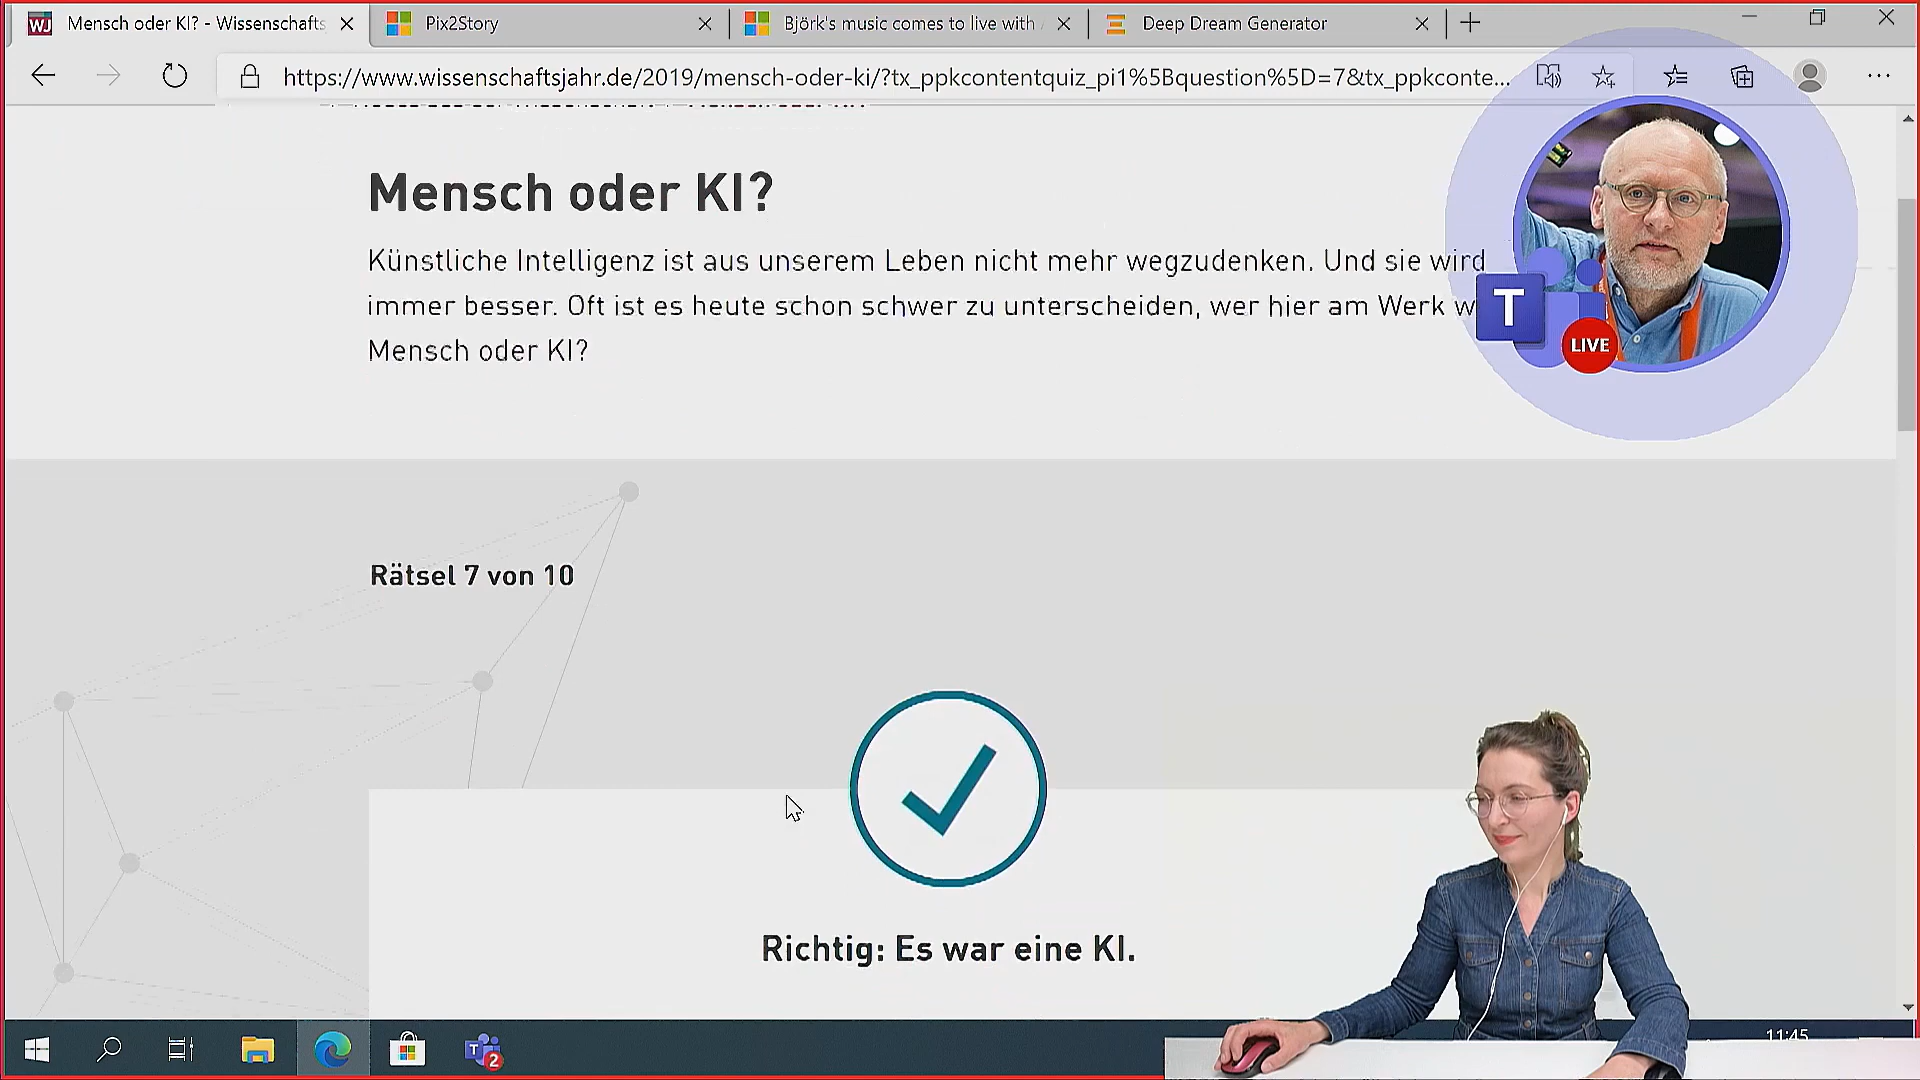 WJ Mensch oder KI? - Wissenschafts
Pix2Story
Björk's music comes to live with
Deep Dream Generator
https://www.wissenschaftsjahr.de/2019/mensch-oder-ki/?tx_ppkcontentquiz_pi1%5Bquestion%5D=7&tx_ppkconte...
Mensch oder KI?
Künstliche Intelligenz ist aus unserem Leben nicht mehr wegzudenken. Und sie wird
immer besser. Oft ist es heute schon schwer zu unterscheiden, wer hier am Werk w
Mensch oder KI?
T
LIVE
Rätsel 7 von 10
Richtig: Es war eine KI.
T
2
11:45